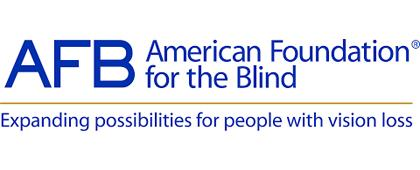 AFB American Foundation®
for the Blind
Expanding possibilities for people with vision loss